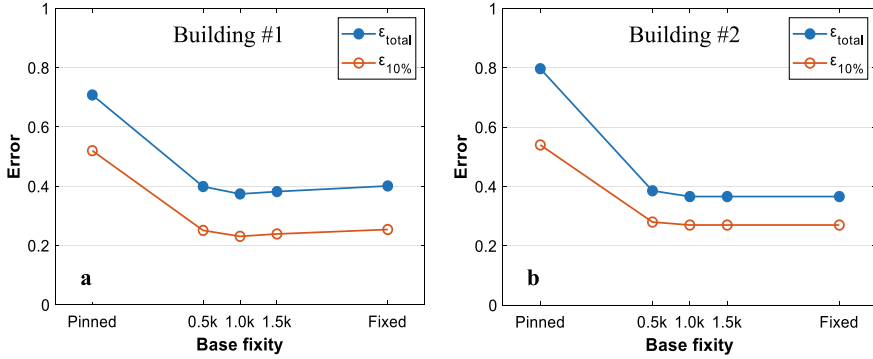 Building #1
ε_total
ε_10%
1
0.8
0.6
0.4
0.2
0
Error
a
Pinned 0.5k 1.0k 1.5k Fixed
Base fixity
Building #2
ε_total
ε_10%
1
0.8
0.6
0.4
0.2
0
Error
b
Pinned 0.5k 1.0k 1.5k Fixed
Base fixity